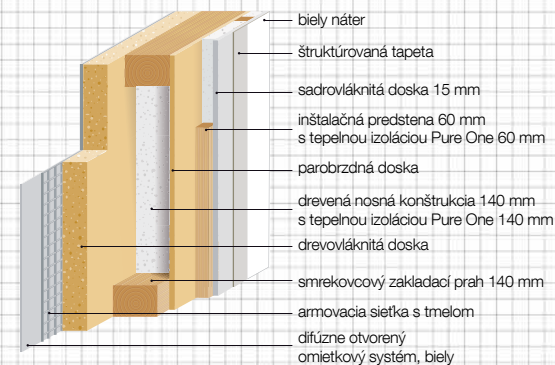 biely náter
štruktúrovaná tapeta
sadrovláknitá doska 15 mm
inštalačná predstena 60 mm
s tepelnou izoláciou Pure One 60 mm
parobrzdná doska
drevená nosná konštrukcia 140 mm
s tepelnou izoláciou Pure One 140 mm
drevovláknitá doska
smrekovcový zakladací prah 140 mm
armovacia sieťka s tmelom
difúzne otvorený
omietkový systém, biely